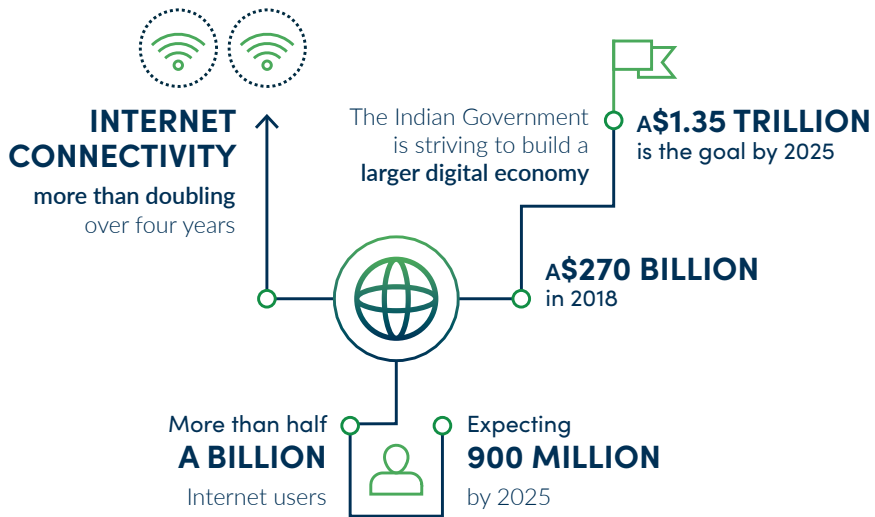 INTERNET
CONNECTIVITY
more than doubling
over four years
The Indian Government
is striving to build a
larger digital economy
A$1.35 TRILLION
is the goal by 2025
A$270 BILLION
in 2018
More than half
A BILLION
Internet users
Expecting
900 MILLION
by 2025